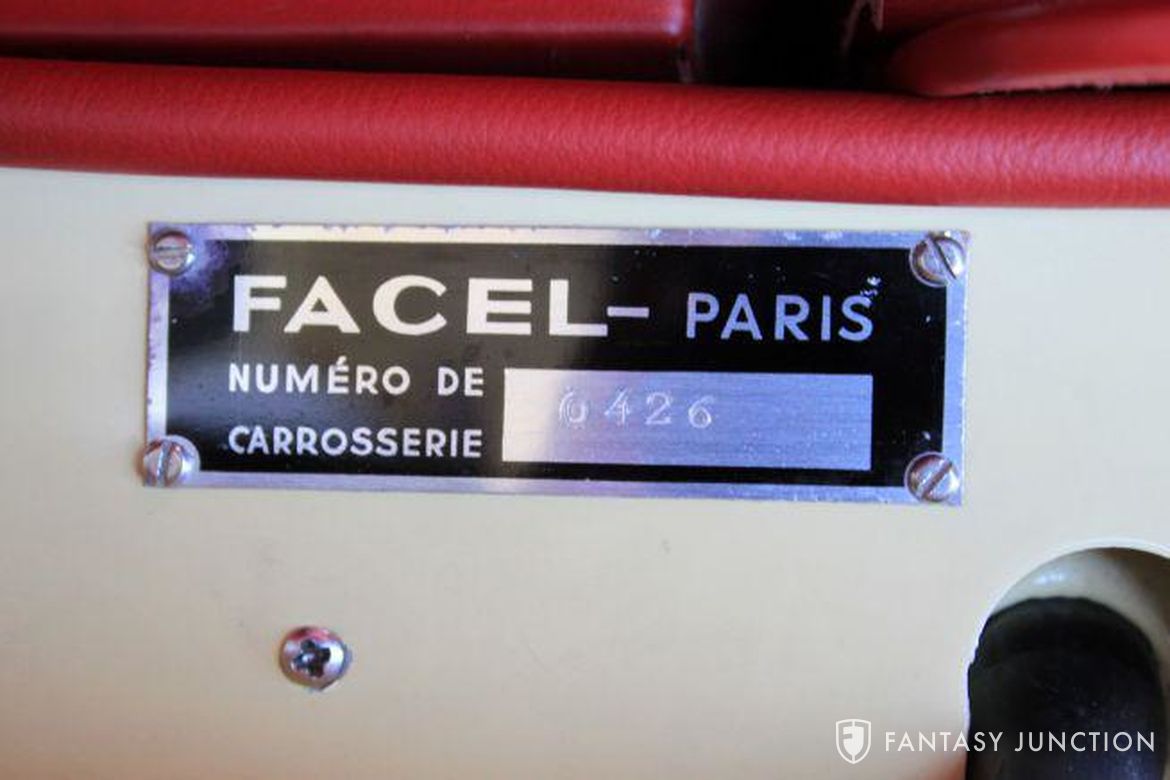 FACEL- PARIS
NUMÉRO DE
CARROSSERIE
0426
FANTASY JUNCTION